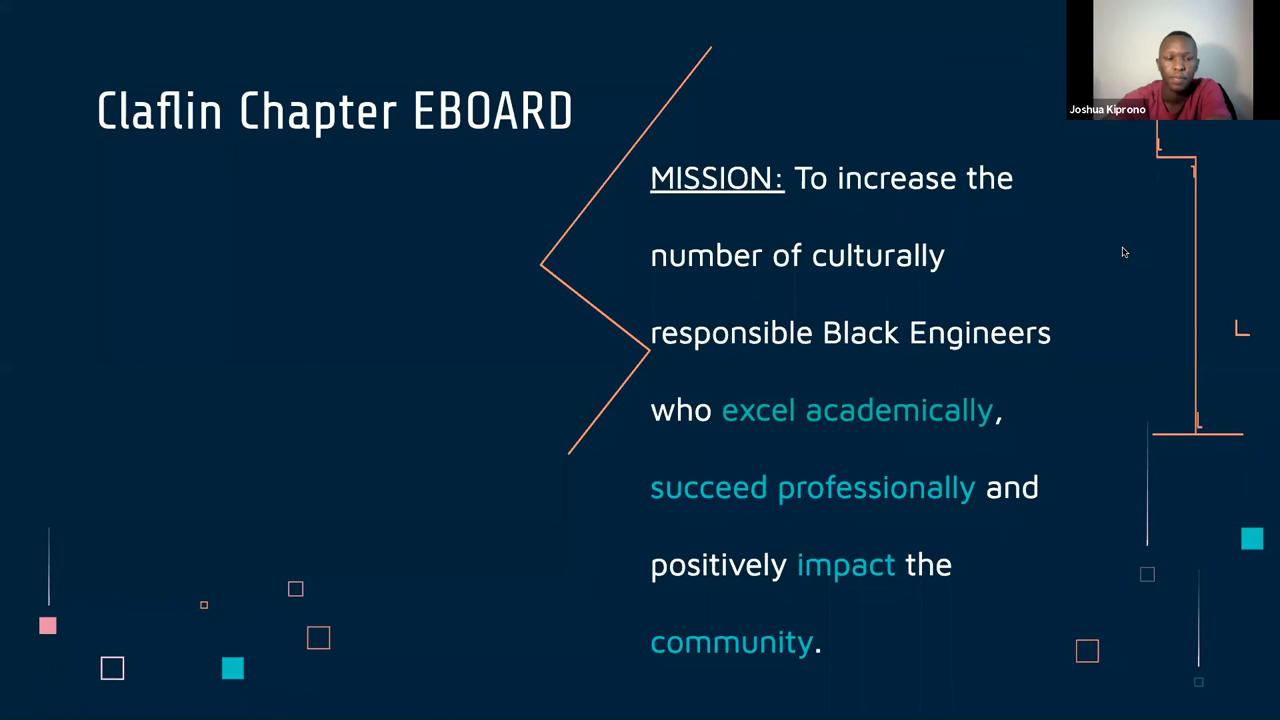 Claflin Chapter EBOARD
Joshua Kiprono
MISSION: To increase the
number of culturally
responsible Black Engineers
who excel academically,
succeed professionally and
positively impact the
community.